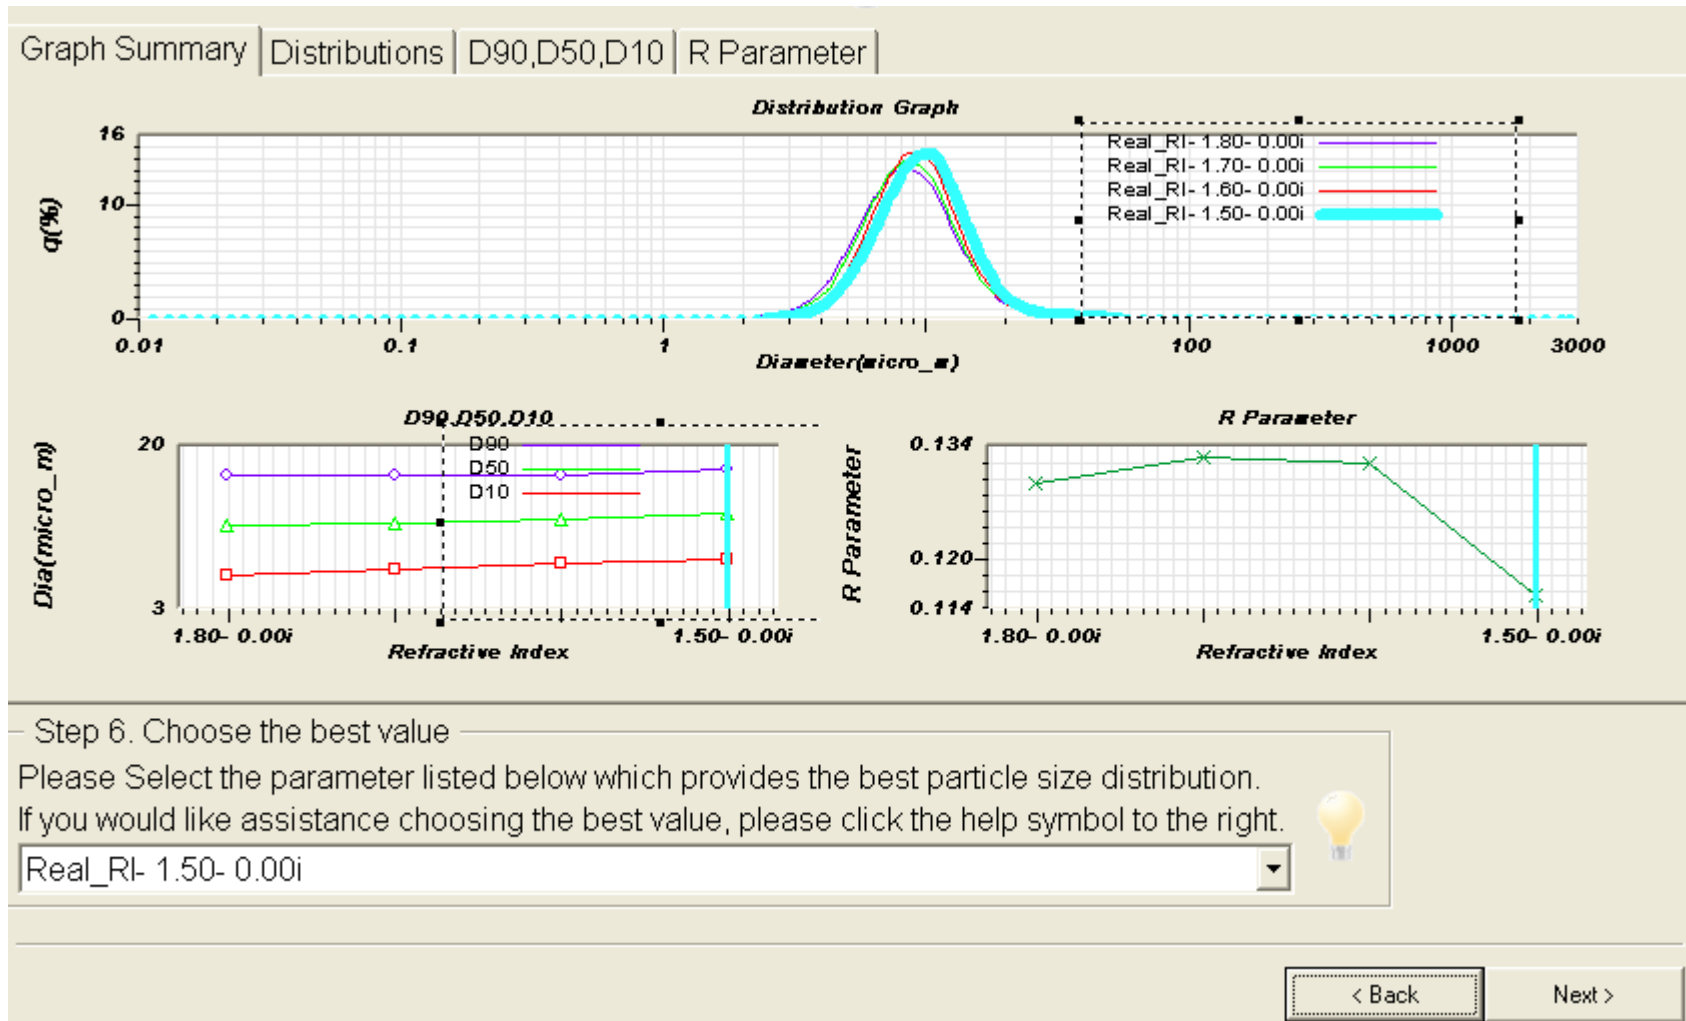 Graph Summary Distributions D90,D50,D10 R Parameter
Distribution Graph
16
10
0
q(%)
Real_RI- 1.80- 0.00i
Real_RI- 1.70- 0.00i
Real_RI- 1.60- 0.00i
Real_RI- 1.50- 0.00i
0.01 0.1 1 100 1000 3000
Diameter(micro_m)
D90,D50,D10
20
3
Dia(micro_m)
D90
D50
D10
1.80- 0.00i 1.50- 0.00i
Refractive Index
R Parameter
0.134
0.120
0.114
R Parameter
1.80- 0.00i 1.50- 0.00i
Refractive Index
Step 6. Choose the best value
Please Select the parameter listed below which provides the best particle size distribution.
If you would like assistance choosing the best value, please click the help symbol to the right.
Real_RI- 1.50- 0.00i
< Back Next >